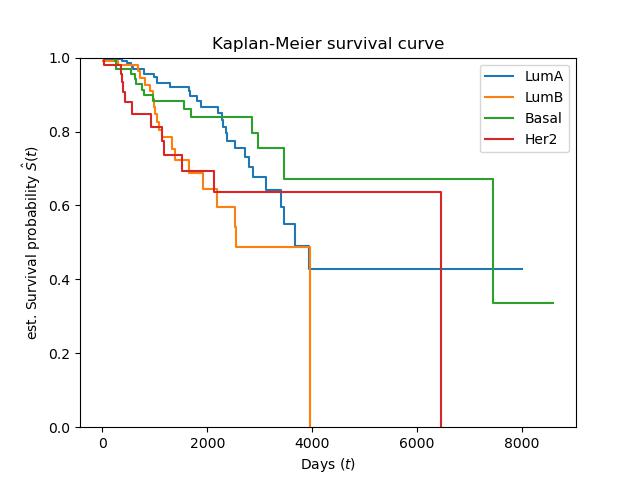 Kaplan-Meier survival curve
est. Survival probability Ŝ(t)
1.0
0.8
0.6
0.4
0.2
0.0
0 2000 4000 6000 8000
Days (t)
LumA
LumB
Basal
Her2